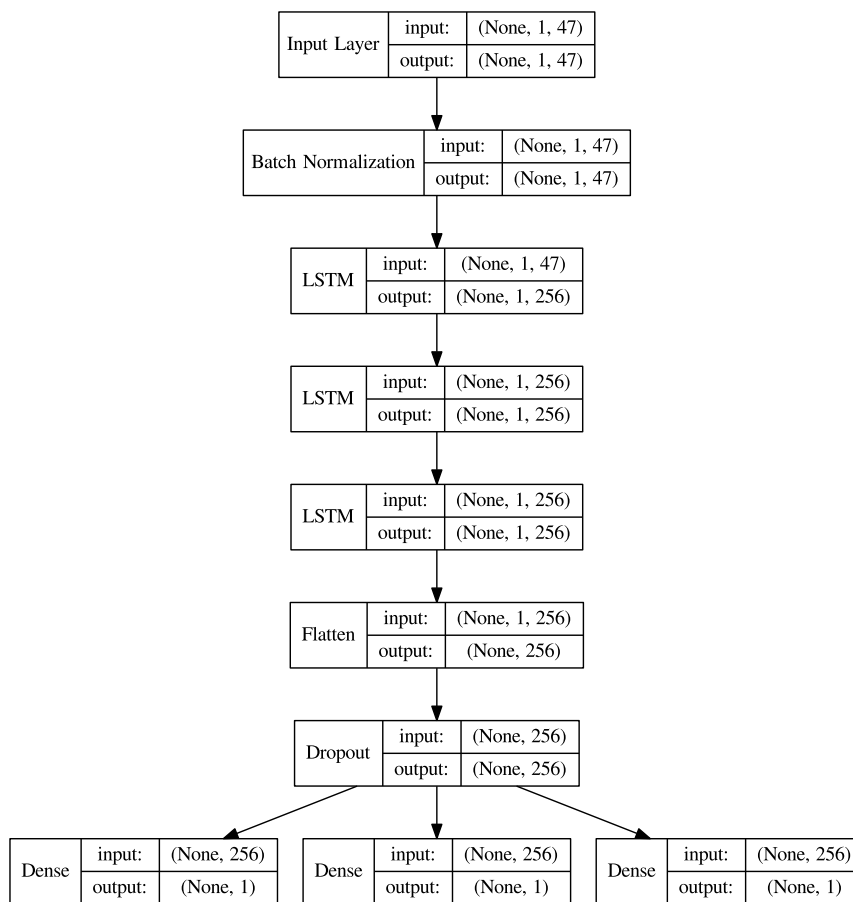 Input Layer
input: (None, 1, 47)
output: (None, 1, 47)
Batch Normalization
input: (None, 1, 47)
output: (None, 1, 47)
LSTM
input: (None, 1, 47)
output: (None, 1, 256)
LSTM
input: (None, 1, 256)
output: (None, 1, 256)
LSTM
input: (None, 1, 256)
output: (None, 1, 256)
Flatten
input: (None, 1, 256)
output: (None, 256)
Dropout
input: (None, 256)
output: (None, 256)
Dense
input: (None, 256)
output: (None, 1)
Dense
input: (None, 256)
output: (None, 1)
Dense
input: (None, 256)
output: (None, 1)